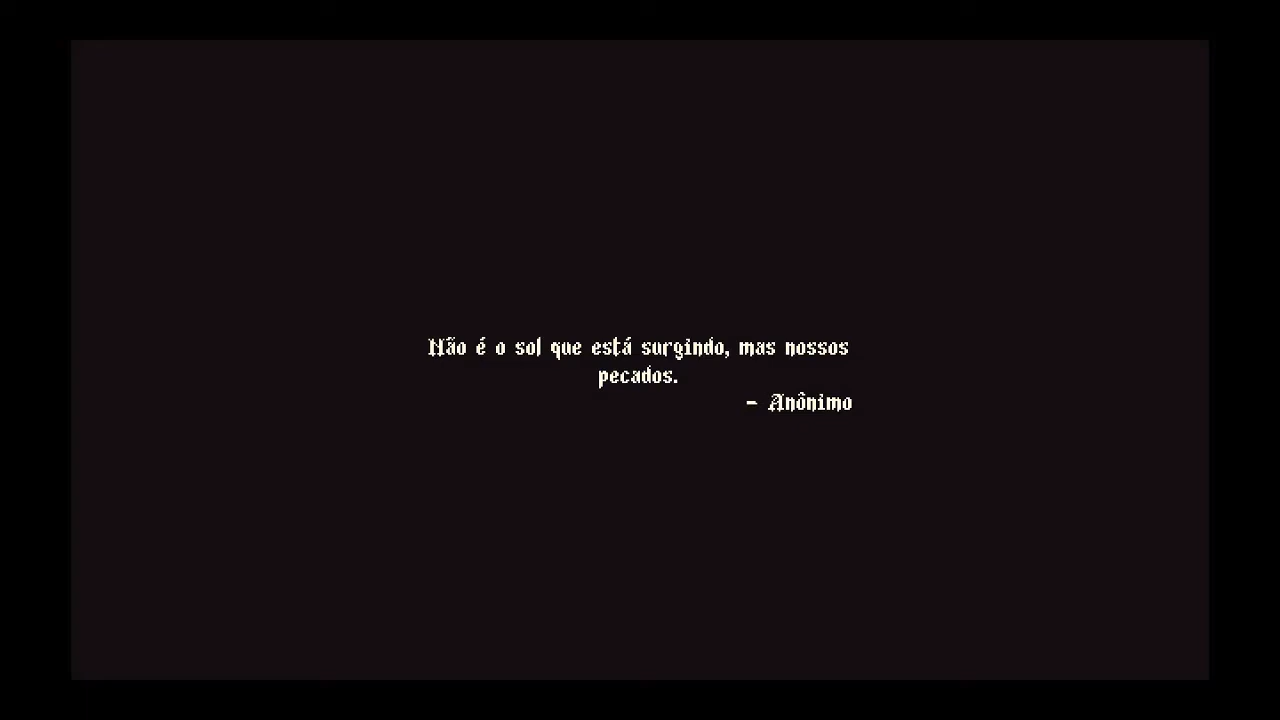 Não é o sol que está surgindo, mas nossos
pecados.
- Anônimo